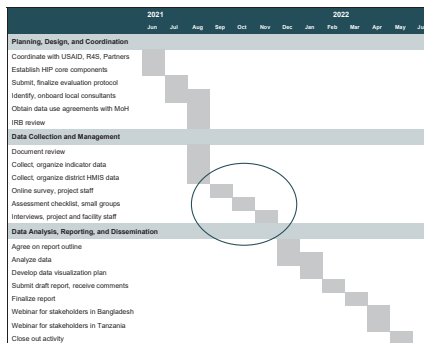 2021 2022
Jun Jul Aug Sep Oct Nov Dec Jan Feb Mar Apr May
Planning, Design, and Coordination
Coordinate with USAID, R4S, Partners
Establish HIP core components
Submit, finalize evaluation protocol
Identify, onboard local consultants
Obtain data use agreements with MoH
IRB review
Data Collection and Management
Document review
Collect, organize indicator data
Collect, organize district HMIS data
Online survey, project staff
Assessment checklist, small groups
Interviews, project and facility staff
Data Analysis, Reporting, and Dissemination
Agree on report outline
Analyze data
Develop data visualization plan
Submit draft report, receive comments
Finalize report
Webinar for stakeholders in Bangladesh
Webinar for stakeholders in Tanzania
Close out activity